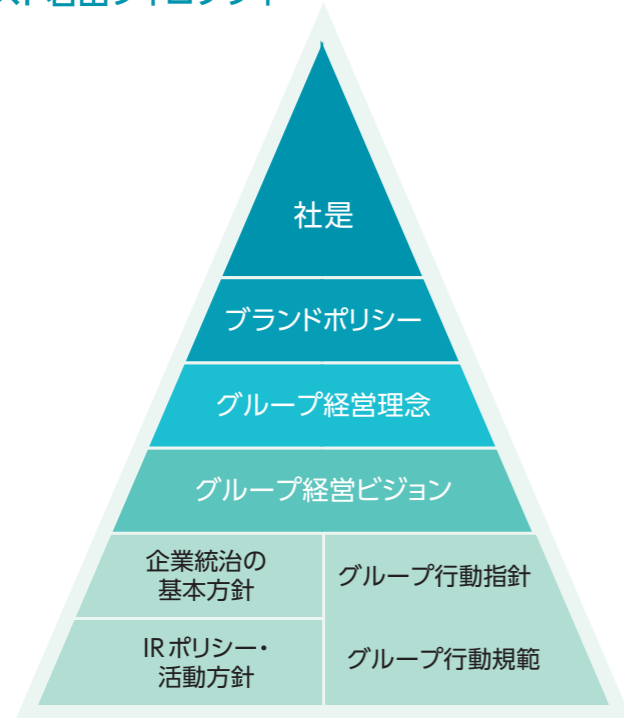 社是
ブランドポリシー
グループ経営理念
グループ経営ビジョン
企業統治の
基本方針
グループ行動指針
IRポリシー・
活動方針
グループ行動規範